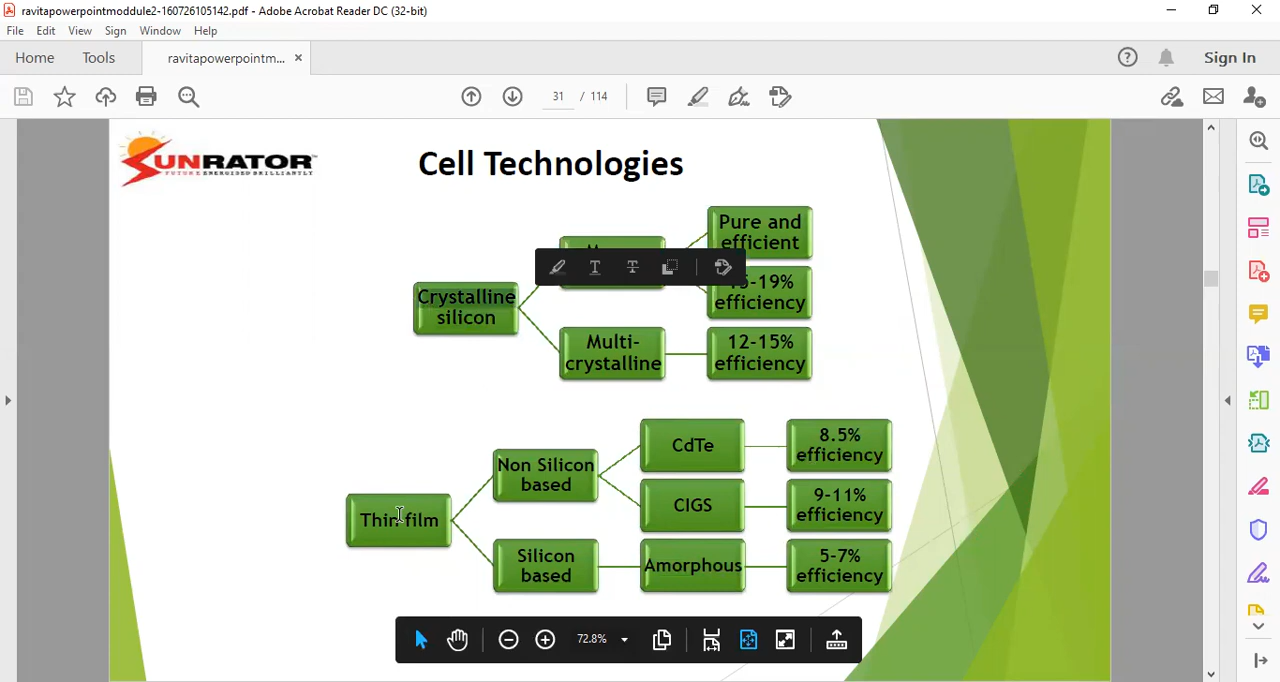 ravitapowerpointmoddule2-160726105142.pdf - Adobe Acrobat Reader DC (32-bit)
File Edit View Sign Window Help
Home Tools ravitapowerpointm... × Sign In
31 / 114
SUNRATOR
FUTURE ENERGISED BRILLIANTLY
Cell Technologies
Pure and
efficient
Crystalline
silicon
efficiency
Multi-
crystalline
12-15%
efficiency
Thin film
Non Silicon
based
CdTe
8.5%
efficiency
CIGS
9-11%
efficiency
Silicon
based
Amorphous
5-7%
efficiency
72.8%